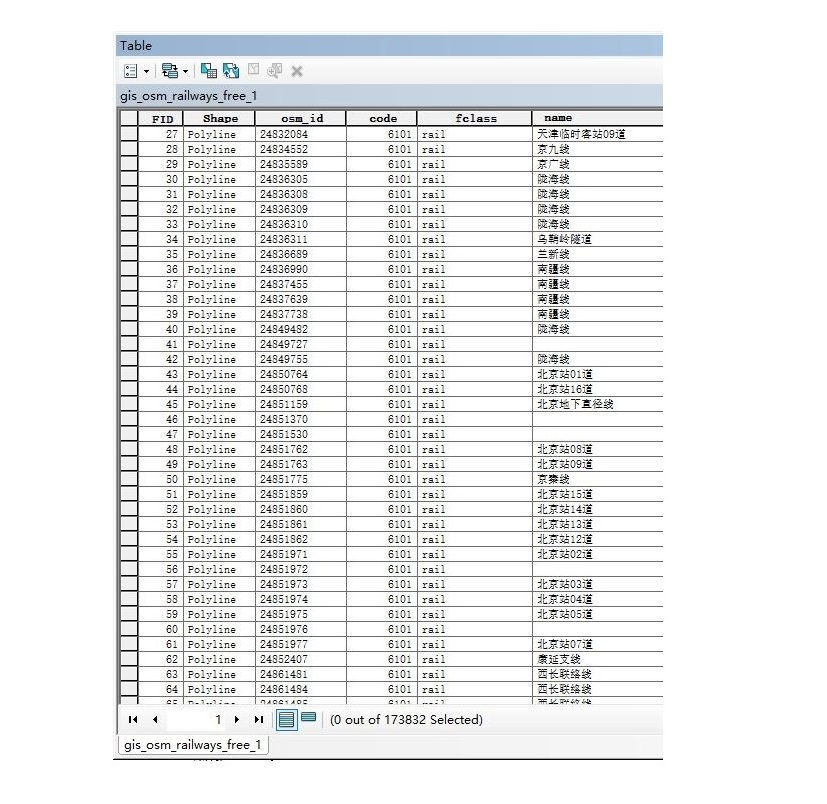 Table
gis_osm_railways_free_1
FID Shape osm_id code fclass name
27 Polyline 24832084 6101 rail 天津临时客站09道
28 Polyline 24834552 6101 rail 京九线
29 Polyline 24835589 6101 rail 京广线
30 Polyline 24836305 6101 rail 陇海线
31 Polyline 24836308 6101 rail 陇海线
32 Polyline 24836309 6101 rail 陇海线
33 Polyline 24836310 6101 rail 陇海线
34 Polyline 24836311 6101 rail 乌鞘岭隧道
35 Polyline 24836689 6101 rail 兰新线
36 Polyline 24836990 6101 rail 南疆线
37 Polyline 24837455 6101 rail 南疆线
38 Polyline 24837639 6101 rail 南疆线
39 Polyline 24837738 6101 rail 南疆线
40 Polyline 24849482 6101 rail 陇海线
41 Polyline 24849727 6101 rail
42 Polyline 24849755 6101 rail 陇海线
43 Polyline 24850764 6101 rail 北京站01道
44 Polyline 24850768 6101 rail 北京站16道
45 Polyline 24851159 6101 rail 北京地下直径线
46 Polyline 24851370 6101 rail
47 Polyline 24851530 6101 rail
48 Polyline 24851762 6101 rail 北京站08道
49 Polyline 24851763 6101 rail 北京站09道
50 Polyline 24851775 6101 rail 京秦线
51 Polyline 24851859 6101 rail 北京站15道
52 Polyline 24851860 6101 rail 北京站14道
53 Polyline 24851861 6101 rail 北京站13道
54 Polyline 24851862 6101 rail 北京站12道
55 Polyline 24851971 6101 rail 北京站02道
56 Polyline 24851972 6101 rail
57 Polyline 24851973 6101 rail 北京站03道
58 Polyline 24851974 6101 rail 北京站04道
59 Polyline 24851975 6101 rail 北京站05道
60 Polyline 24851976 6101 rail
61 Polyline 24851977 6101 rail 北京站07道
62 Polyline 24852407 6101 rail 康延支线
63 Polyline 24861481 6101 rail 西长联络线
64 Polyline 24861484 6101 rail 西长联络线
65 Polyline 24861485 6101 rail 西长联络线
1 (0 out of 173832 Selected)
gis_osm_railways_free_1